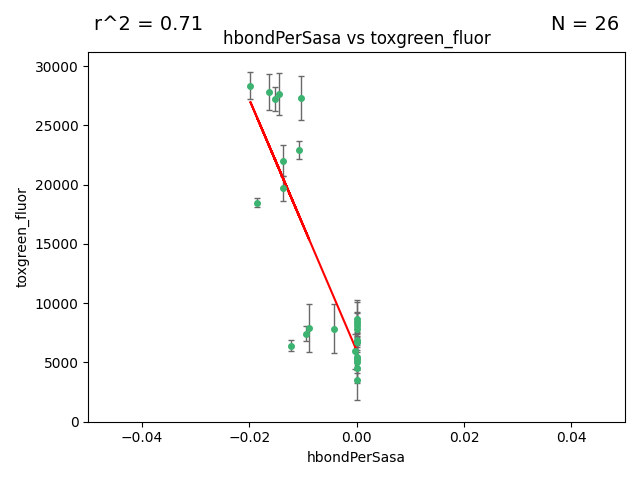 r^2 = 0.71
N = 26
hbondPerSasa vs toxgreen_fluor
30000
25000
20000
15000
10000
5000
0
toxgreen_fluor
−0.04
−0.02
0.00
0.02
0.04
hbondPerSasa